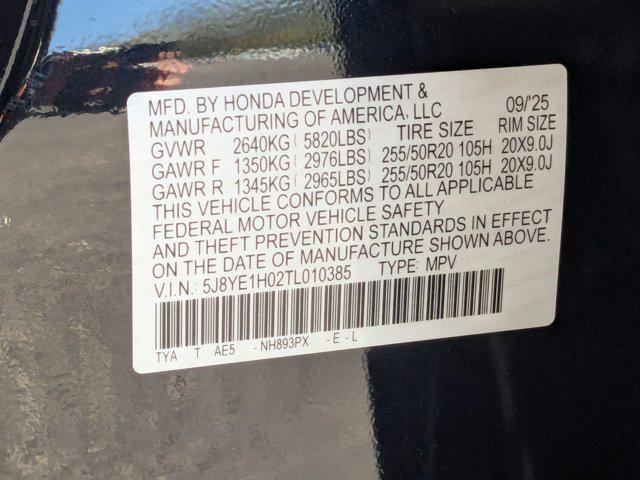 MFD. BY HONDA DEVELOPMENT &
MANUFACTURING OF AMERICA, LLC 09/'25
GVWR 2640KG (5820LBS) TIRE SIZE RIM SIZE
GAWR F 1350KG (2976LBS) 255/50R20 105H 20X9.0J
GAWR R 1345KG (2965LBS) 255/50R20 105H 20X9.0J
THIS VEHICLE CONFORMS TO ALL APPLICABLE
FEDERAL MOTOR VEHICLE SAFETY
AND THEFT PREVENTION STANDARDS IN EFFECT
ON THE DATE OF MANUFACTURE SHOWN ABOVE.
V.I.N.: 5J8YE1H02TL010385 TYPE: MPV
TYA T AE5 - NH893PX - E - L